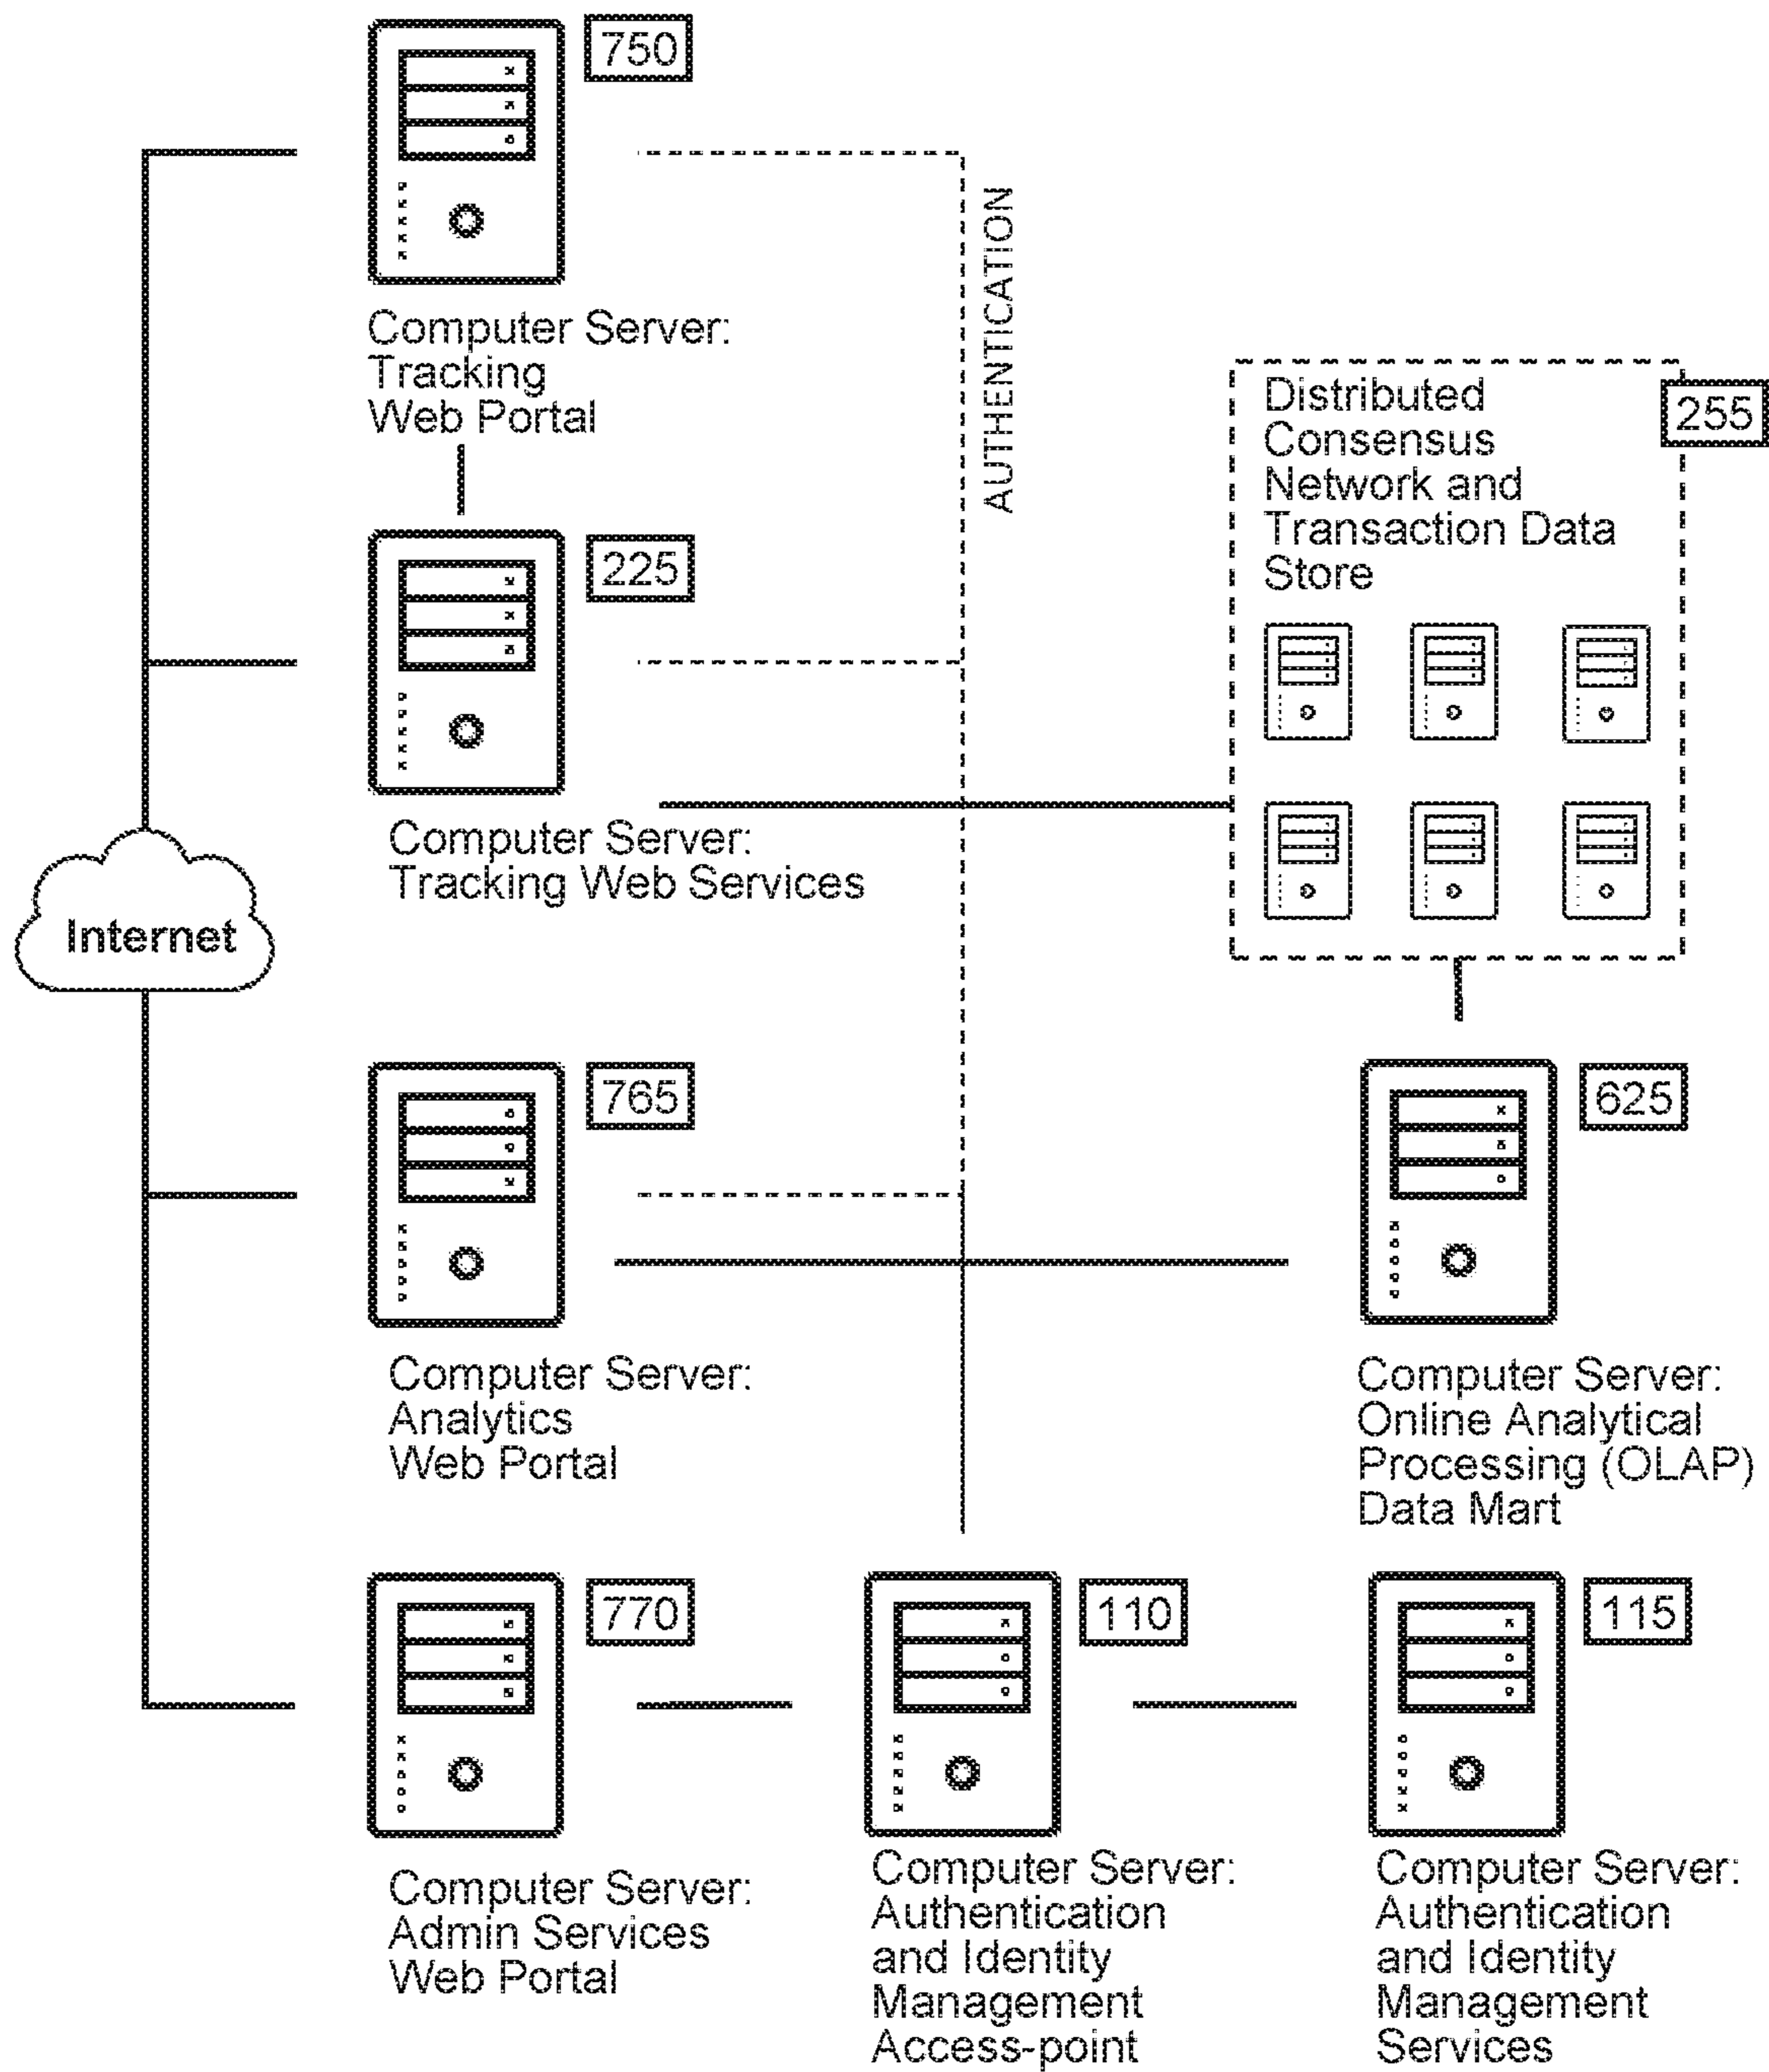 750
Computer Server:
Tracking
Web Portal
AUTHENTICATION
225
Computer Server:
Tracking Web Services
Distributed
Consensus
Network and
Transaction Data
Store
255
Internet
765
Computer Server:
Analytics
Web Portal
625
Computer Server:
Online Analytical
Processing (OLAP)
Data Mart
770
Computer Server:
Admin Services
Web Portal
110
Computer Server:
Authentication
and Identity
Management
Access-point
115
Computer Server:
Authentication
and Identity
Management
Services